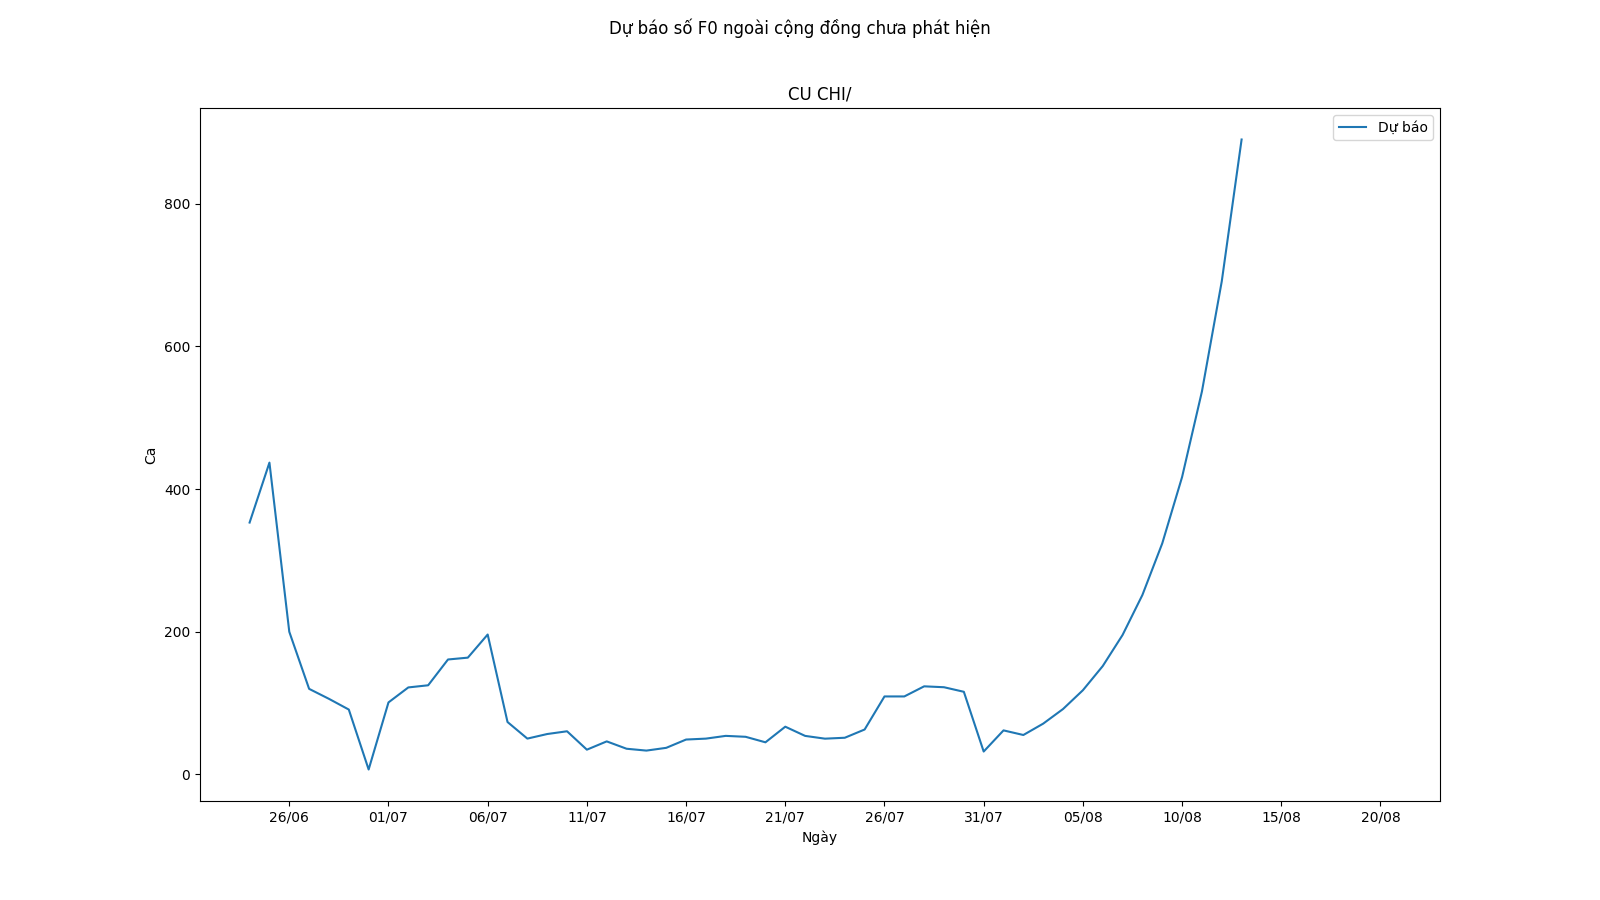 Dự báo số F0 ngoài cộng đồng chưa phát hiện
CU CHI/
Dự báo
800
600
400
200
0
Ca
26/06 01/07 06/07 11/07 16/07 21/07 26/07 31/07 05/08 10/08 15/08 20/08
Ngày